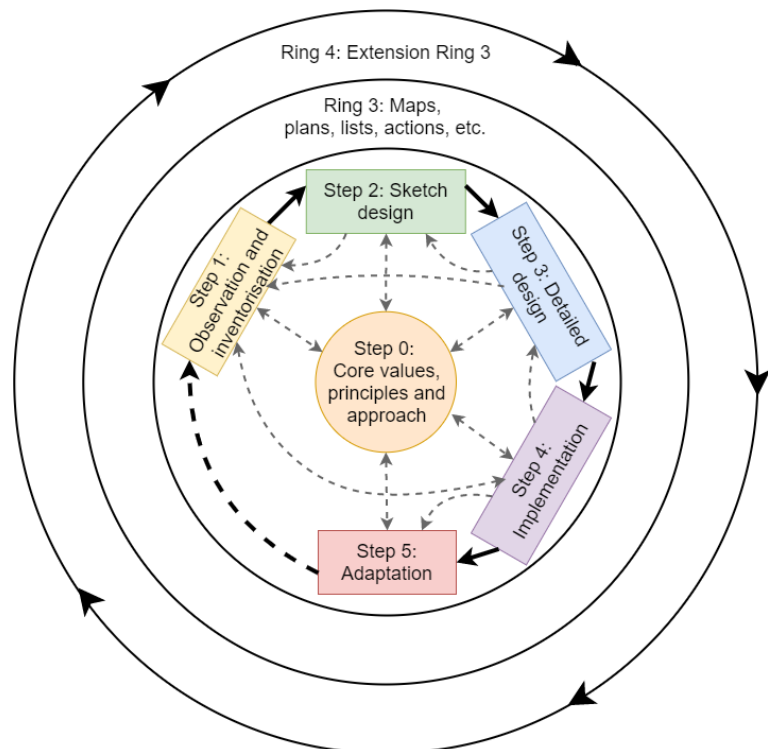 Ring 4: Extension Ring 3
Ring 3: Maps,
plans, lists, actions, etc.
Step 2: Sketch
design
Step 1:
Observation and
inventorisation
Step 3: Detailed
design
Step 0:
Core values,
principles and
approach
Step 4:
Implementation
Step 5:
Adaptation